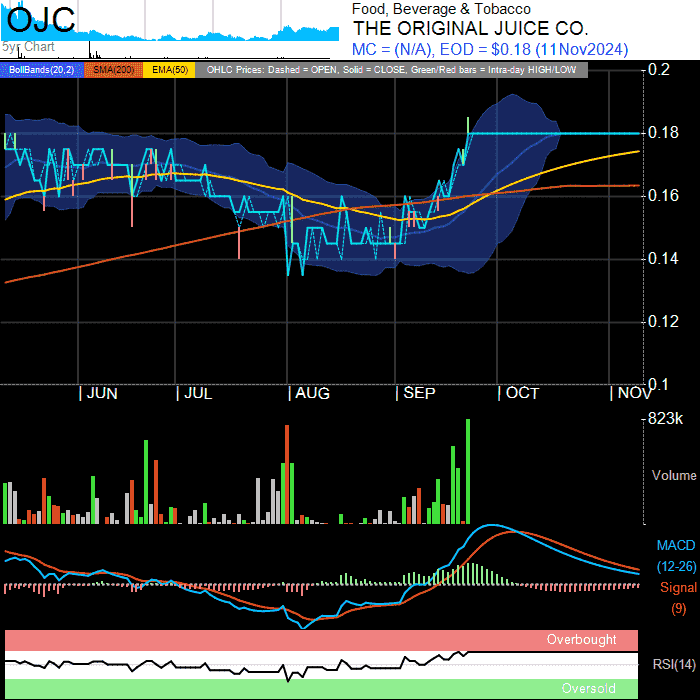 OJC
5yr Chart
Food, Beverage & Tobacco
THE ORIGINAL JUICE CO.
MC = (N/A), EOD = $0.18 (11Nov2024)
BollBands(20,2) SMA(200) EMA(50) OHLC Prices: Dashed = OPEN, Solid = CLOSE, Green/Red bars = Intra-day HIGH/LOW
0.2
0.18
0.16
0.14
0.12
0.1
| JUN | JUL | AUG | SEP | OCT | NOV
823k
Volume
MACD
(12-26)
Signal
(9)
Overbought
RSI(14)
Oversold